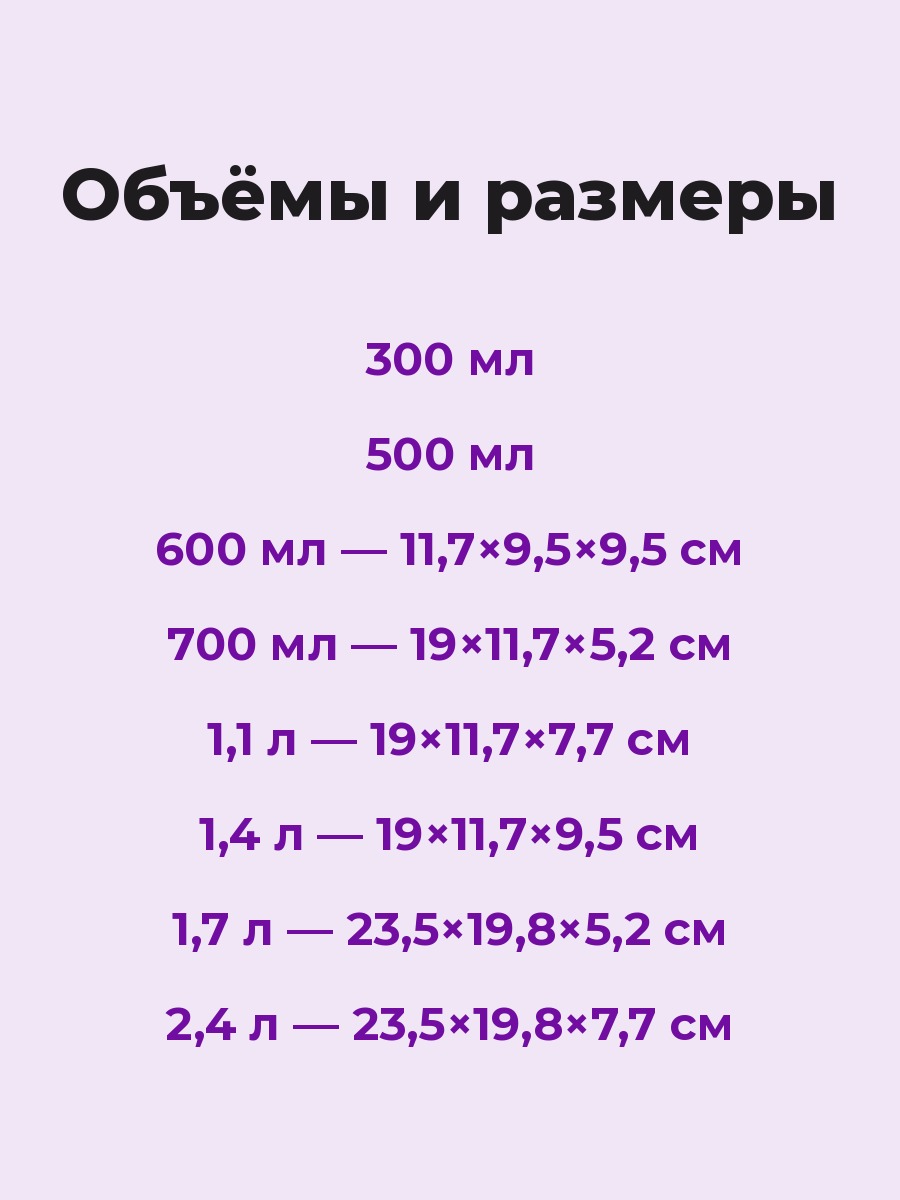 Объёмы и размеры
300 мл
500 мл
600 мл — 11,7×9,5×9,5 см
700 мл — 19×11,7×5,2 см
1,1 л — 19×11,7×7,7 см
1,4 л — 19×11,7×9,5 см
1,7 л — 23,5×19,8×5,2 см
2,4 л — 23,5×19,8×7,7 см